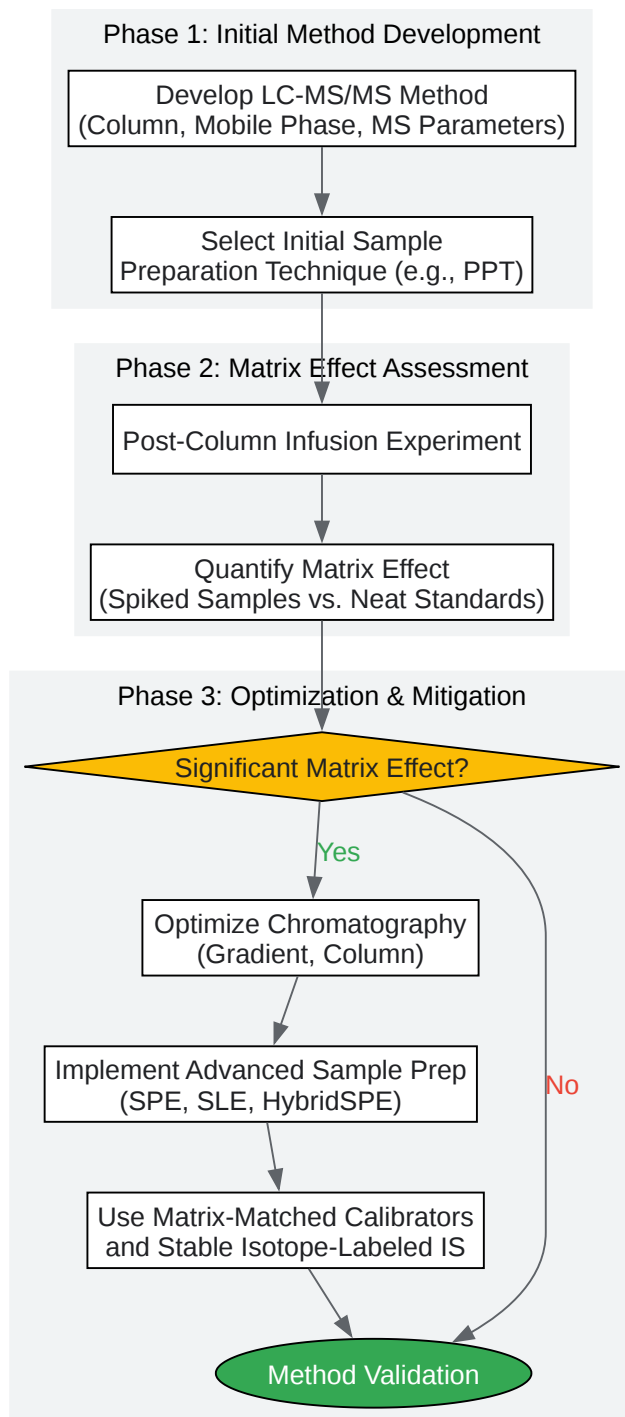 Phase 1: Initial Method Development
Develop LC-MS/MS Method
(Column, Mobile Phase, MS Parameters)
Select Initial Sample
Preparation Technique (e.g., PPT)
Phase 2: Matrix Effect Assessment
Post-Column Infusion Experiment
Quantify Matrix Effect
(Spiked Samples vs. Neat Standards)
Phase 3: Optimization & Mitigation
Significant Matrix Effect?
Yes
Optimize Chromatography
(Gradient, Column)
Implement Advanced Sample Prep
(SPE, SLE, HybridSPE)
No
Use Matrix-Matched Calibrators
and Stable Isotope-Labeled IS
Method Validation